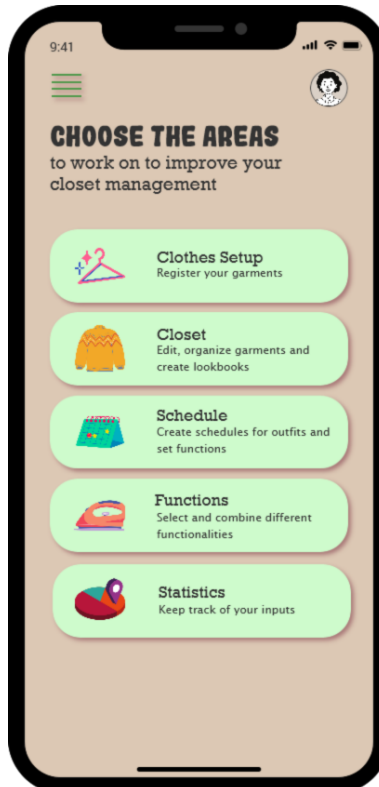 9:41
CHOOSE THE AREAS
to work on to improve your
closet management
Clothes Setup
Register your garments
Closet
Edit, organize garments and
create lookbooks
Schedule
Create schedules for outfits and
set functions
Functions
Select and combine different
functionalities
Statistics
Keep track of your inputs